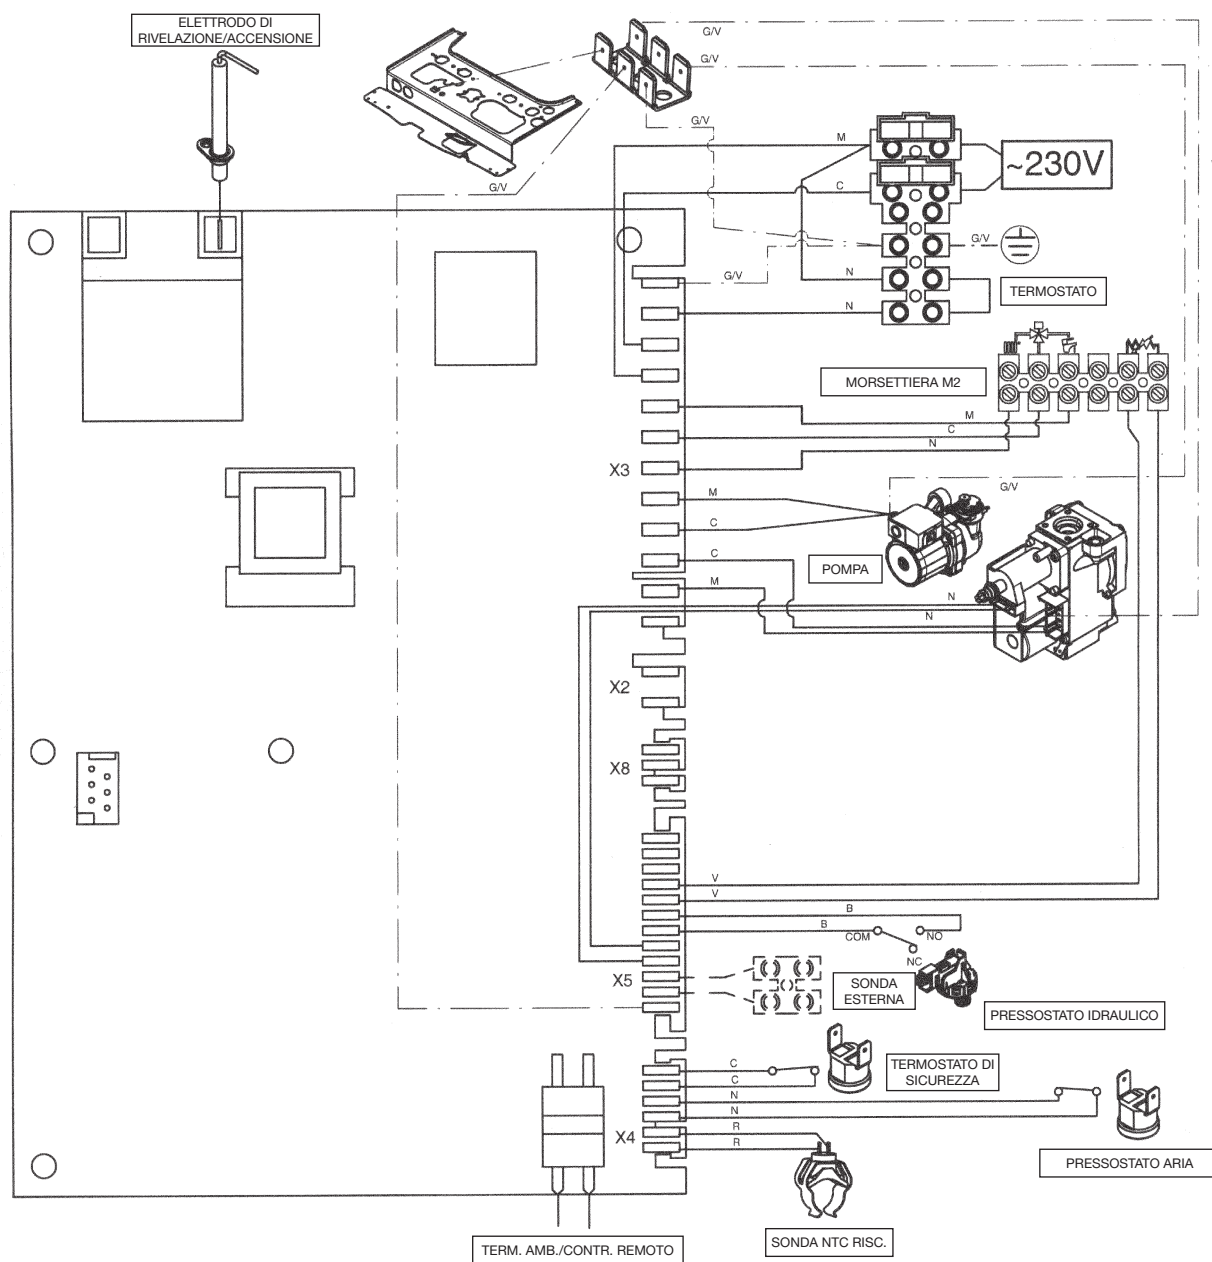 ELETTRODO DI
RIVELAZIONE/ACCENSIONE
G/V
G/V
G/V
M
~230V
G/V
C
G/V
G/V
N
TERMOSTATO
N
MORSETTIERA M2
M
C
N
X3
G/V
M
C
C
POMPA
M
N
N
X2
X8
V
V
B
B
COM
NO
NC
X5
SONDA
ESTERNA
PRESSOSTATO IDRAULICO
C
TERMOSTATO DI
SICUREZZA
C
N
N
R
X4
R
PRESSOSTATO ARIA
SONDA NTC RISC.
TERM. AMB./CONTR. REMOTO